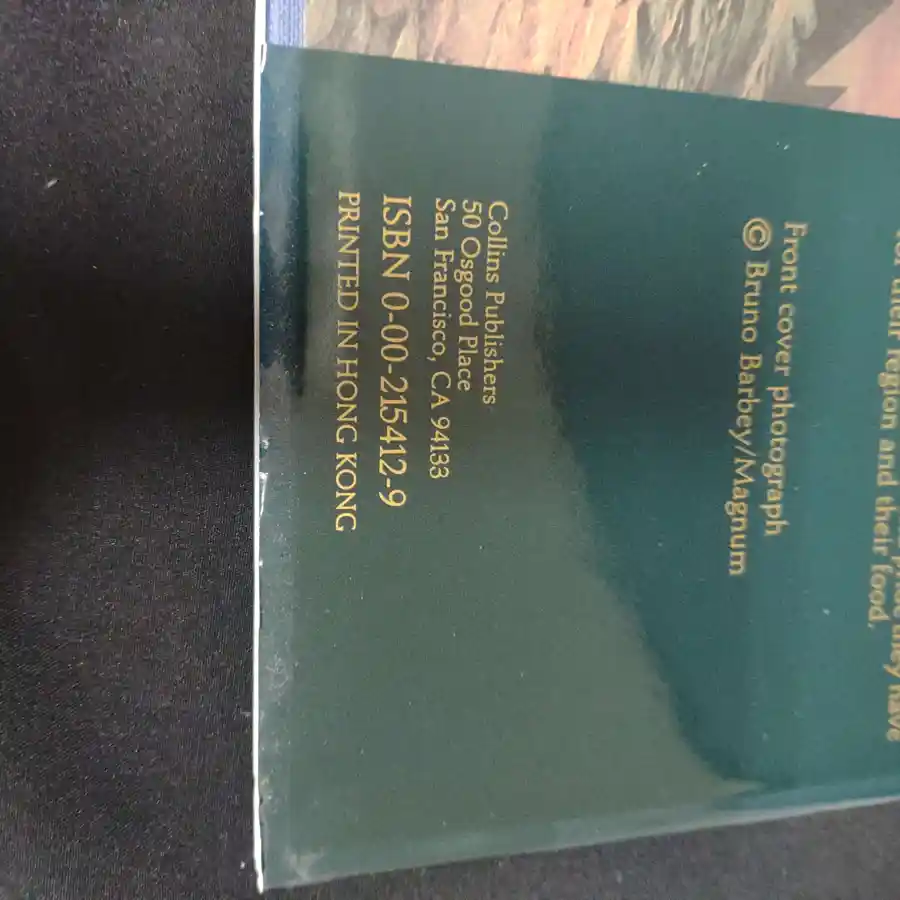 their region and their food,
Front cover photograph
© Bruno Barbey/Magnum
Collins Publishers
50 Osgood Place
San Francisco, CA 94133
ISBN 0-00-215412-9
PRINTED IN HONG KONG